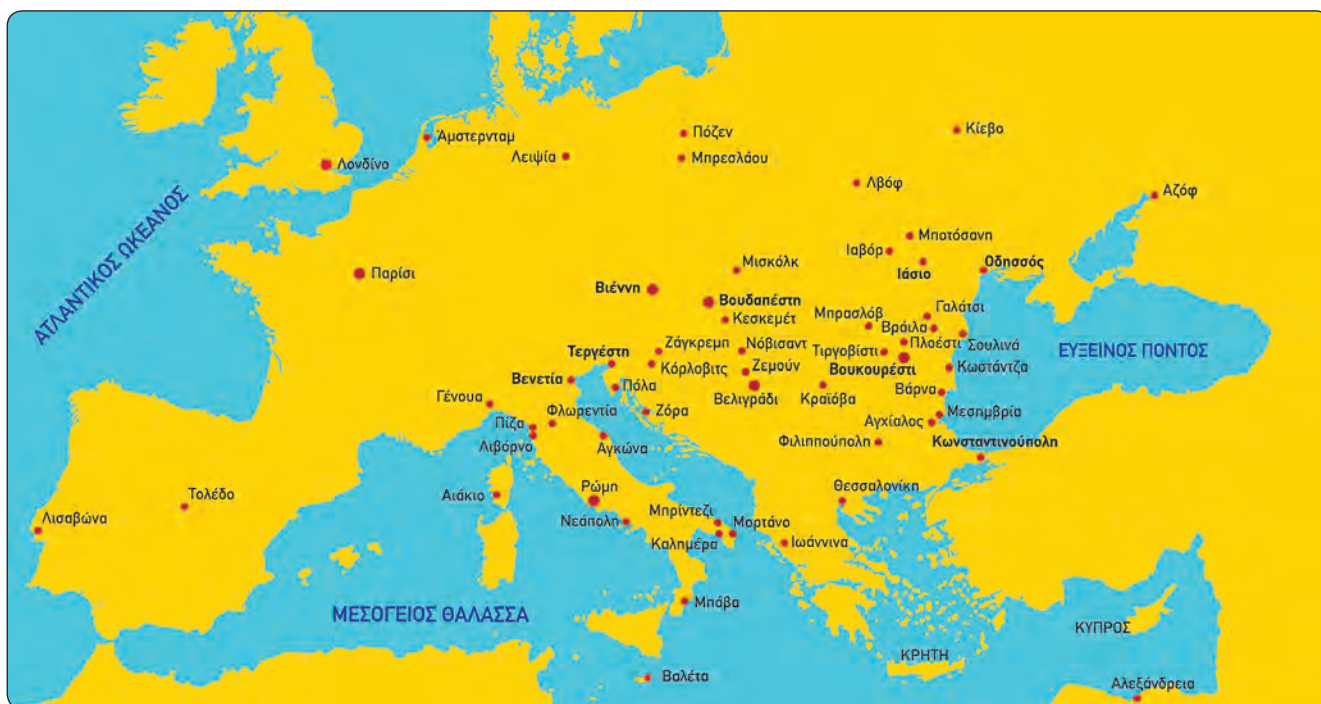 Άμστερνταμ
Πόζεν
Κίεβο
Λονδίνο
Λειψία
Μπρεσλάου
Λβόφ
Αζόφ
ΑΤΛΑΝΤΙΚΟΣ ΩΚΕΑΝΟΣ
Μποτόσανη
Ιαβόρ
Ιάσιο
Οδησσός
Παρίσι
Μισκόλκ
Βιέννη
Βουδαπέστη
Κεσκεμέτ
Μπρασλόβ
Γαλάτσι
Βράιλα
Σουλινά
Πλοέστι
ΕΥΞΕΙΝΟΣ ΠΟΝΤΟΣ
Ζάγκρεμπ
Νόβισαντ
Τιργοβίστι
Τεργέστη
Κόρλοβιτς
Ζεμούν
Βουκουρέστι
Κωστάντζα
Βενετία
Πόλα
Βελιγράδι
Κραϊόβα
Βάρνα
Γένουα
Φλωρεντία
Ζόρα
Μεσημβρία
Πίζα
Αγχίαλος
Λιβόρνο
Αγκώνα
Φιλιππούπολη
Κωνσταντινούπολη
Τολέδο
Αιάκιο
Ρώμη
Θεσσαλονίκη
Λισαβώνα
Νεάπολη
Μπρίντεζι
Μορτάνο
Καλημέρα
Ιωάννινα
Μπόβα
ΜΕΣΟΓΕΙΟΣ ΘΑΛΑΣΣΑ
ΚΥΠΡΟΣ
ΚΡΗΤΗ
Βαλέτα
Αλεξάνδρεια